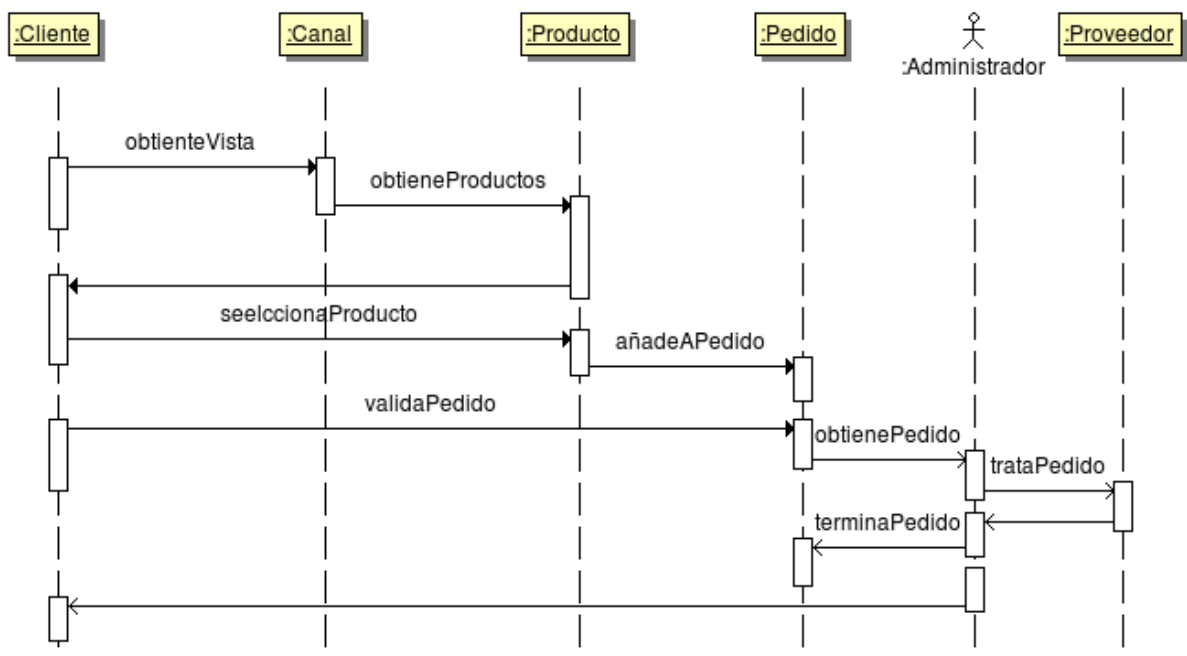 :Cliente
:Canal
:Producto
:Pedido
:Administrador
:Proveedor
obtienteVista
obtieneProductos
seelccionaProducto
añadeAPedido
validaPedido
obtienePedido
trataPedido
terminaPedido